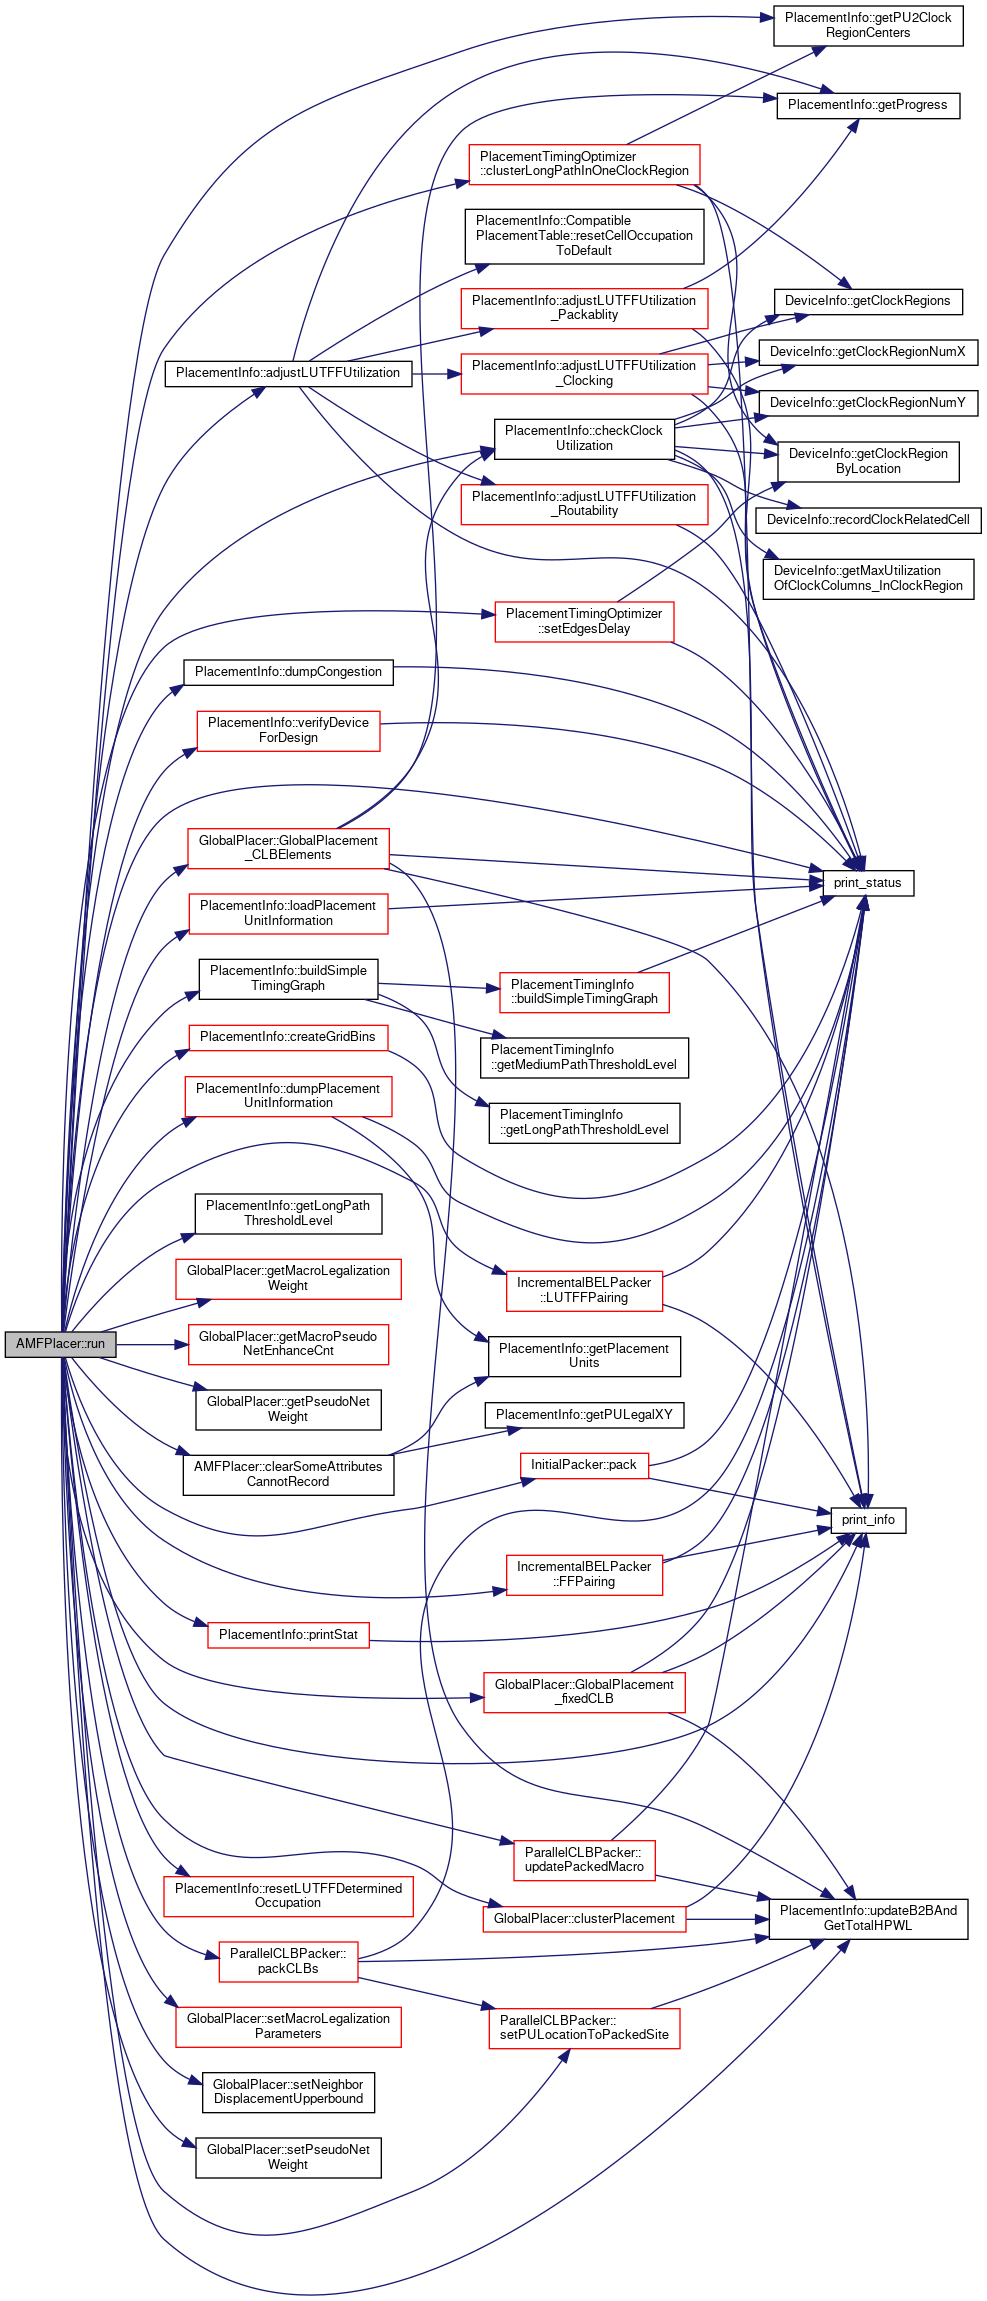 PlacementInfo::getPU2Clock
RegionCenters
PlacementInfo::getProgress
PlacementTimingOptimizer
::clusterLongPathInOneClockRegion
PlacementInfo::Compatible
PlacementTable::resetCellOccupation
ToDefault
PlacementInfo::adjustLUTFFUtilization
_Packablity
DeviceInfo::getClockRegions
DeviceInfo::getClockRegionNumX
PlacementInfo::adjustLUTFFUtilization
PlacementInfo::adjustLUTFFUtilization
_Clocking
DeviceInfo::getClockRegionNumY
PlacementInfo::checkClock
Utilization
DeviceInfo::getClockRegion
ByLocation
PlacementInfo::adjustLUTFFUtilization
_Routability
DeviceInfo::recordClockRelatedCell
DeviceInfo::getMaxUtilization
OfClockColumns_InClockRegion
PlacementTimingOptimizer
::setEdgesDelay
PlacementInfo::dumpCongestion
PlacementInfo::verifyDevice
ForDesign
GlobalPlacer::GlobalPlacement
_CLBElements
print_status
PlacementInfo::loadPlacement
UnitInformation
PlacementInfo::buildSimple
TimingGraph
PlacementTimingInfo
::buildSimpleTimingGraph
PlacementInfo::createGridBins
PlacementTimingInfo
::getMediumPathThresholdLevel
PlacementInfo::dumpPlacement
UnitInformation
PlacementTimingInfo
::getLongPathThresholdLevel
PlacementInfo::getLongPath
ThresholdLevel
GlobalPlacer::getMacroLegalization
Weight
IncrementalBELPacker
::LUTFFPairing
AMFPlacer::run
GlobalPlacer::getMacroPseudo
NetEnhanceCnt
PlacementInfo::getPlacement
Units
GlobalPlacer::getPseudoNet
Weight
PlacementInfo::getPULegalXY
AMFPlacer::clearSomeAttributes
CannotRecord
InitialPacker::pack
print_info
IncrementalBELPacker
::FFPairing
PlacementInfo::printStat
GlobalPlacer::GlobalPlacement
_fixedCLB
ParallelCLBPacker::
updatePackedMacro
PlacementInfo::resetLUTFFDetermined
Occupation
GlobalPlacer::clusterPlacement
PlacementInfo::updateB2BAnd
GetTotalHPWL
ParallelCLBPacker::
packCLBs
GlobalPlacer::setMacroLegalization
Parameters
ParallelCLBPacker::
setPULocationToPackedSite
GlobalPlacer::setNeighbor
DisplacementUpperbound
GlobalPlacer::setPseudoNet
Weight